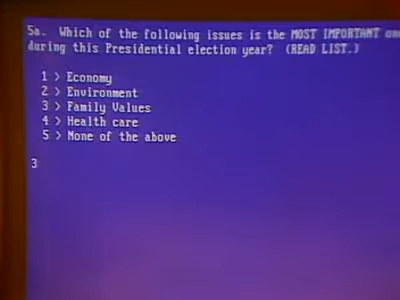 5a. Which of the following issues is the MOST IMPORTANT
during this Presidential election year? (READ LIST.)
1 > Economy
2 > Environment
3 > Family Values
4 > Health care
5 > None of the above
3